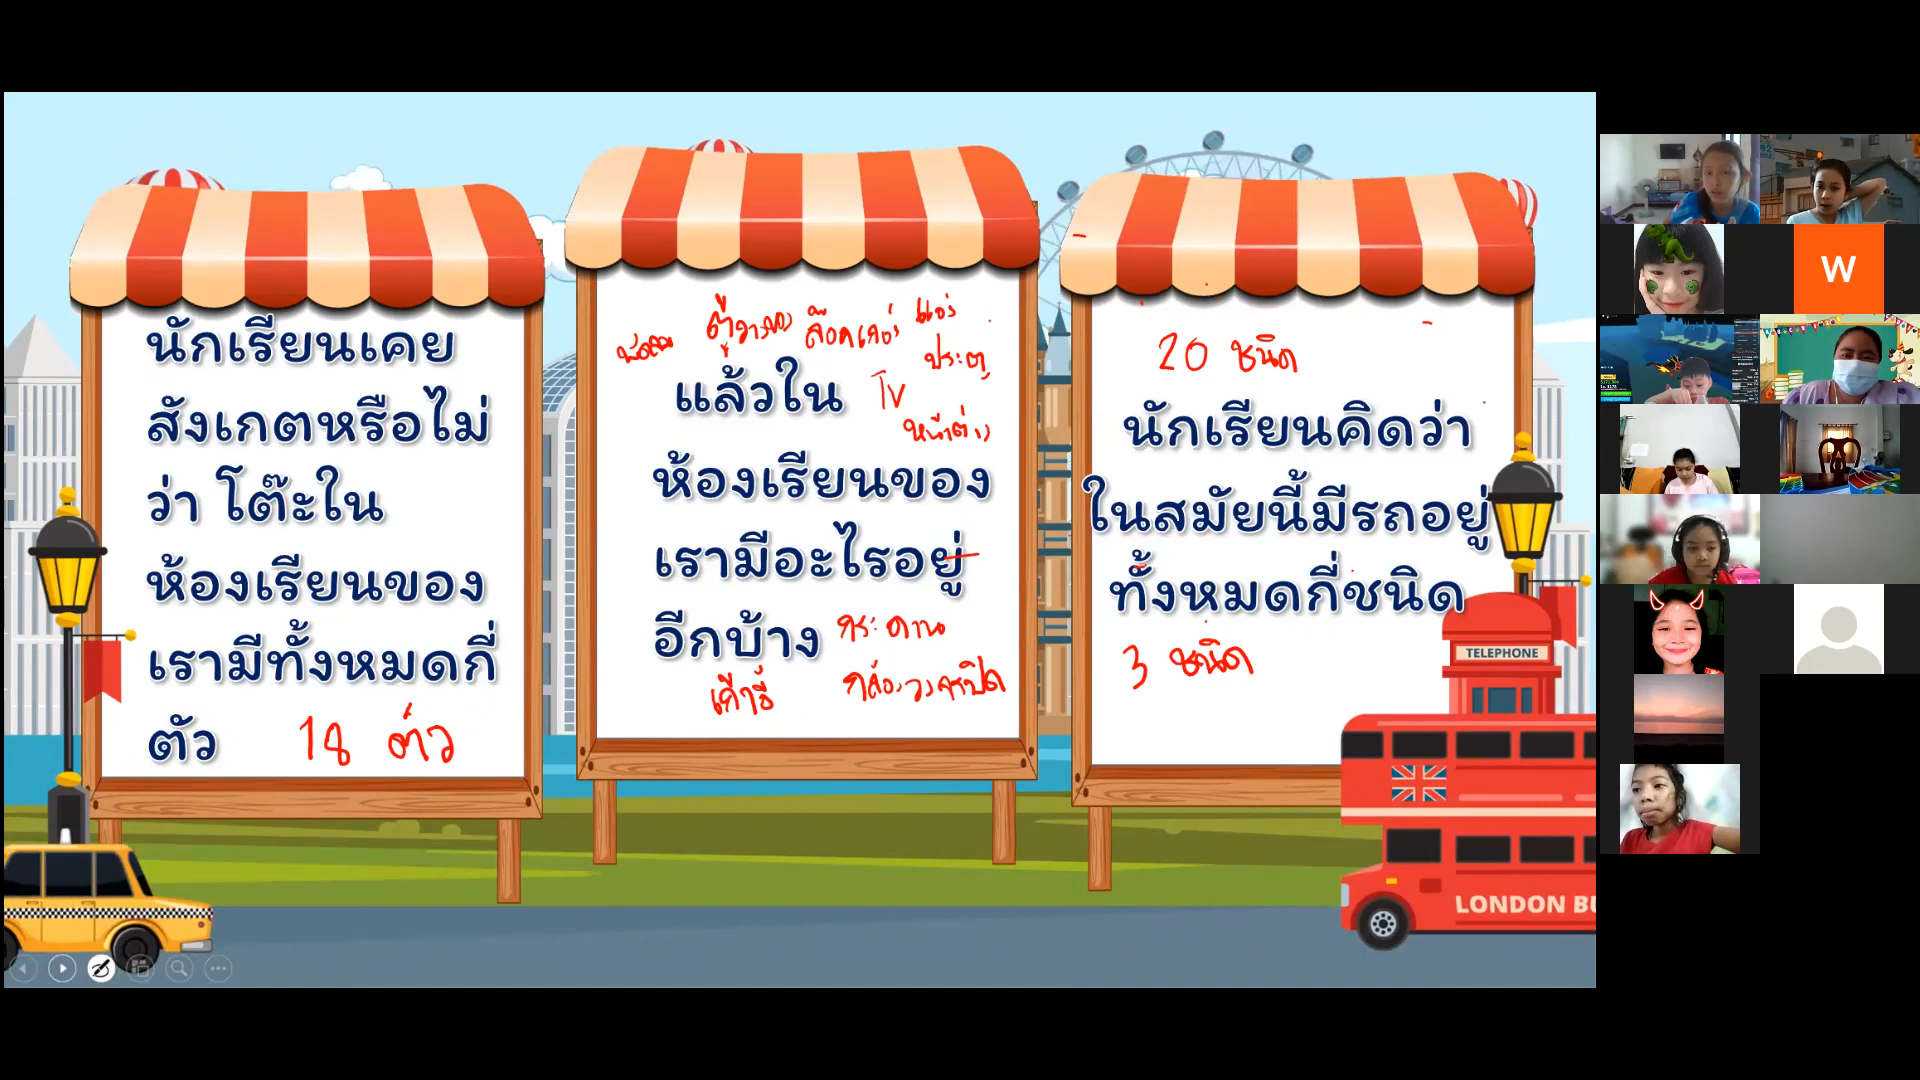 นักเรียนเคย
สังเกตหรือไม่
ว่า โต๊ะใน
ห้องเรียนของ
เรามีทั้งหมดกี่
ตัว 18 ตัว
พัดลม ตู้วางของ ล็อคเกอร์ แอร์
ประตู
แล้วใน TV
หน้าต่าง
ห้องเรียนของ
เรามีอะไรอยู่
อีกบ้าง กระดาน
เก้าอี้ กล้องวงจรปิด
20 ชนิด
นักเรียนคิดว่า
ในสมัยนี้มีรถอยู่
ทั้งหมดกี่ชนิด
3 ชนิด
TELEPHONE
LONDON BU
W